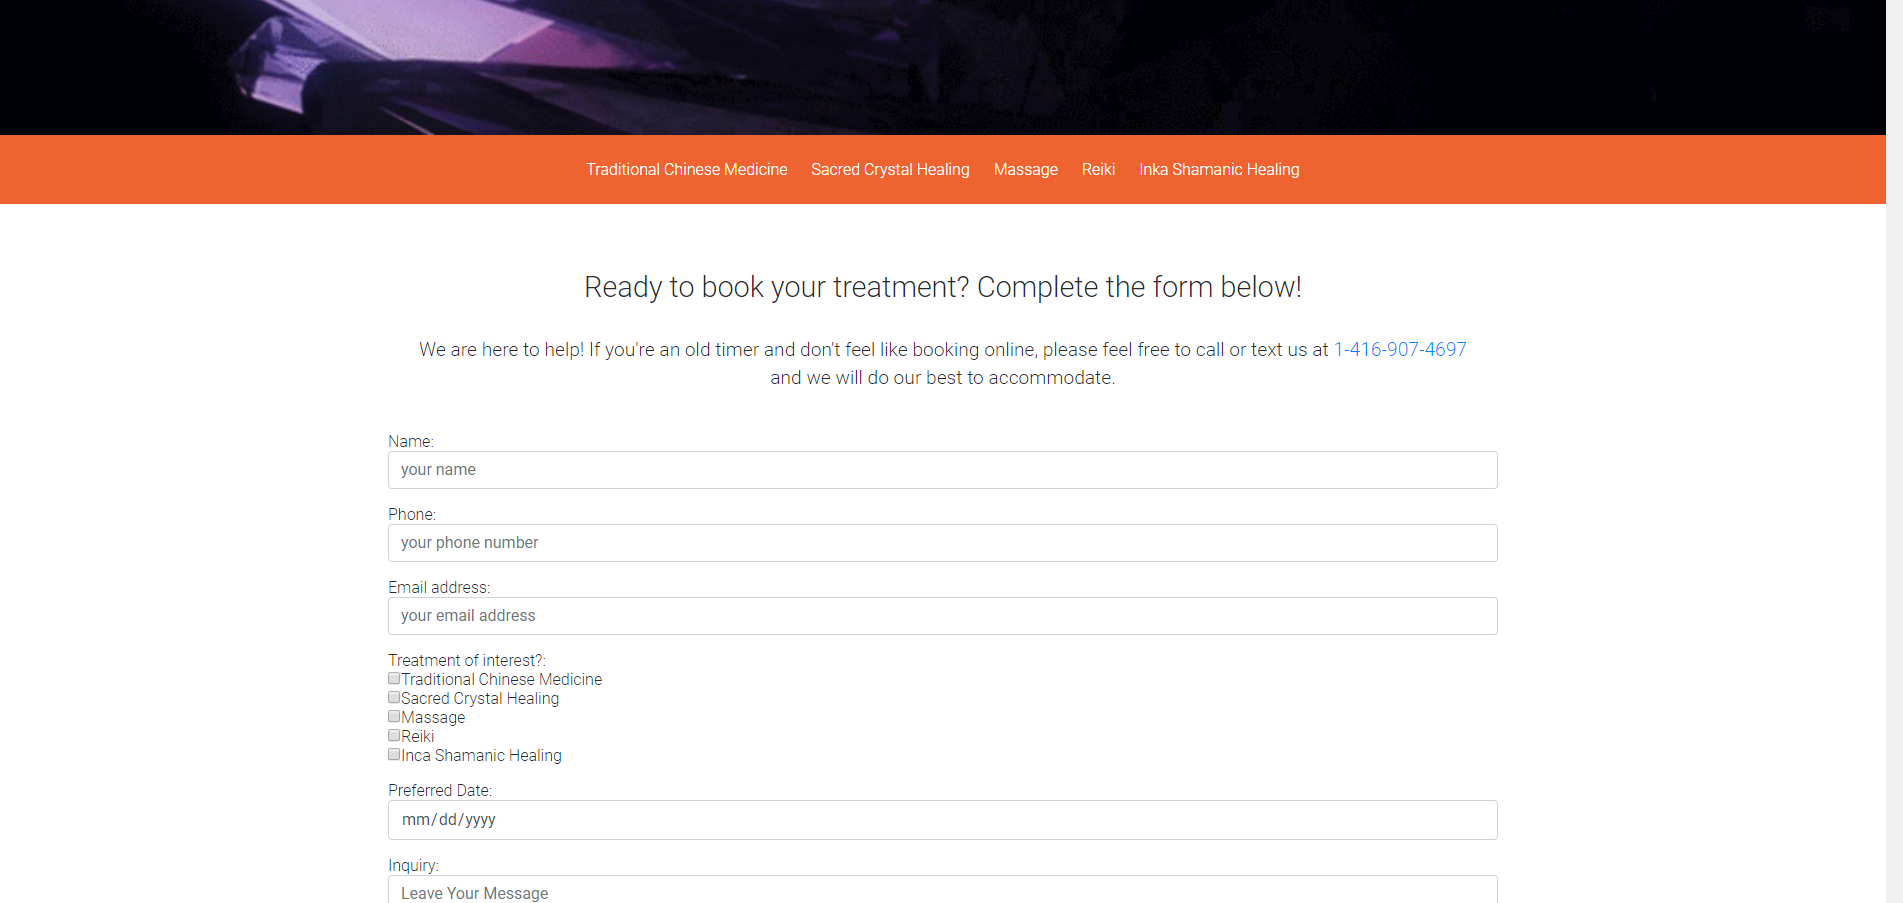 Traditional Chinese Medicine Sacred Crystal Healing Massage Reiki Inka Shamanic Healing
Ready to book your treatment? Complete the form below!
We are here to help! If you're an old timer and don't feel like booking online, please feel free to call or text us at 1-416-907-4697
and we will do our best to accommodate.
Name:
your name
Phone:
your phone number
Email address:
your email address
Treatment of interest?:
Traditional Chinese Medicine
Sacred Crystal Healing
Massage
Reiki
Inca Shamanic Healing
Preferred Date:
mm/dd/yyyy
Inquiry:
Leave Your Message